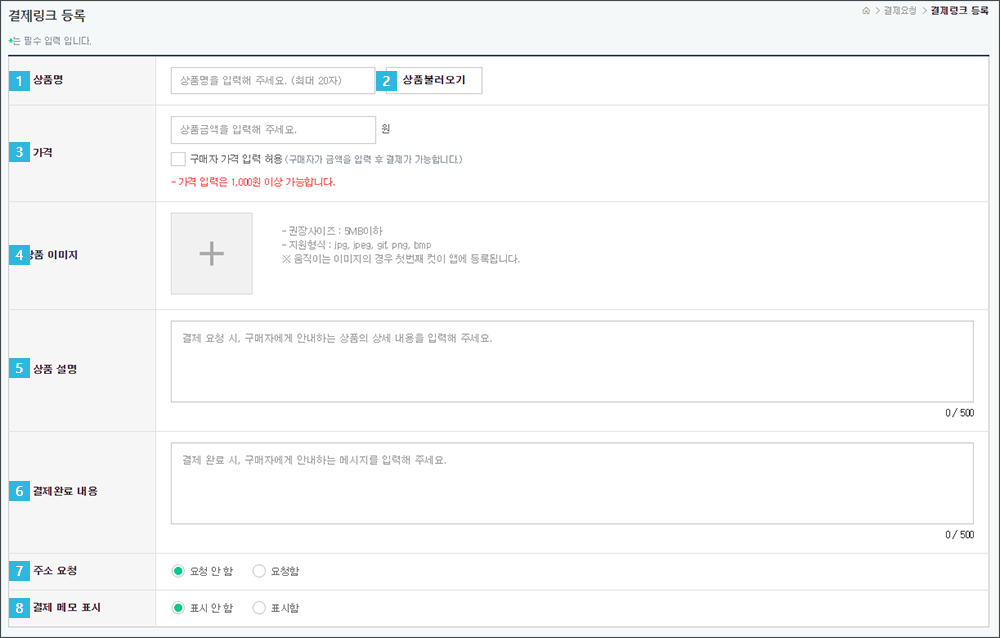 결제링크 등록
> 결제요청 > 결제링크 등록
*는 필수 입력 입니다.
1 상품명 상품명을 입력해 주세요. (최대 20자) 2 상품불러오기
3 가격 상품금액을 입력해 주세요. 원
구매자 가격 입력 허용 (구매자가 금액을 입력 후 결제가 가능합니다.)
- 가격 입력은 1,000원 이상 가능합니다.
4 상품 이미지
- 권장사이즈 : 5MB이하
- 지원형식 : jpg, jpeg, gif, png, bmp
※ 움직이는 이미지의 경우 첫번째 컷이 앱에 등록됩니다.
5 상품 설명
결제 요청 시, 구매자에게 안내하는 상품의 상세 내용을 입력해 주세요.
0 / 500
6 결제완료 내용
결제 완료 시, 구매자에게 안내하는 메시지를 입력해 주세요.
0 / 500
7 주소 요청 요청 안 함 요청함
8 결제 메모 표시 표시 안 함 표시함